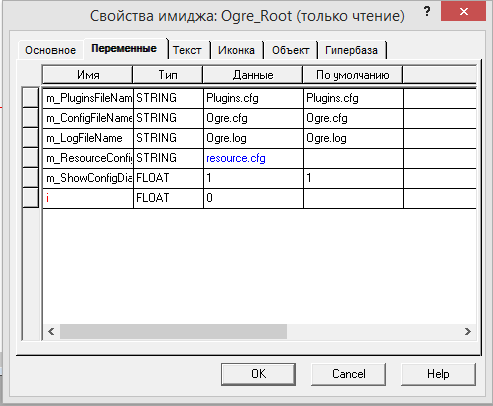 Свойства имиджа: Ogre_Root (только чтение) ? ×
Основное Переменные Текст Иконка Объект Гипербаза
Имя Тип Данные По умолчанию
m_PluginsFileNam STRING Plugins.cfg Plugins.cfg
m_ConfigFileName STRING Ogre.cfg Ogre.cfg
m_LogFileName STRING Ogre.log Ogre.log
m_ResourceConfi STRING resource.cfg
m_ShowConfigDia FLOAT 1 1
i FLOAT 0
OK Cancel Help